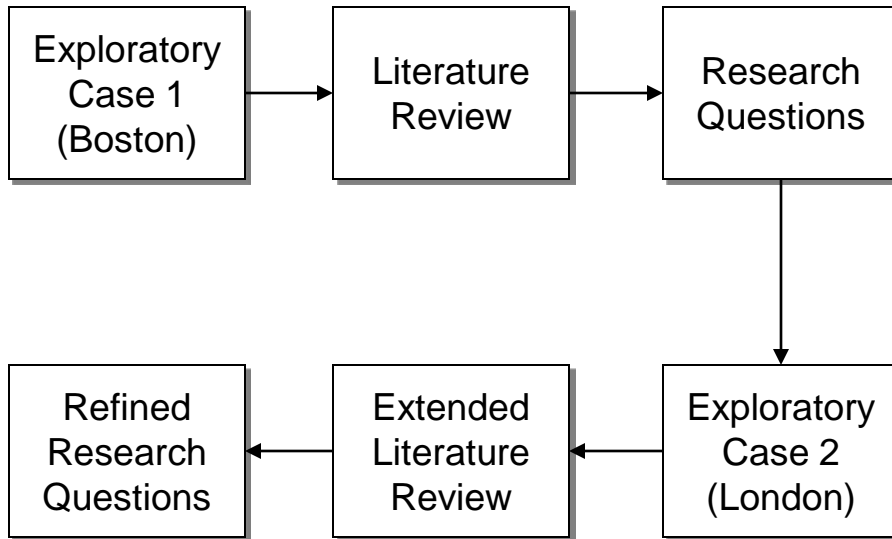 Exploratory
Case 1
(Boston)
Literature
Review
Research
Questions
Refined
Research
Questions
Extended
Literature
Review
Exploratory
Case 2
(London)